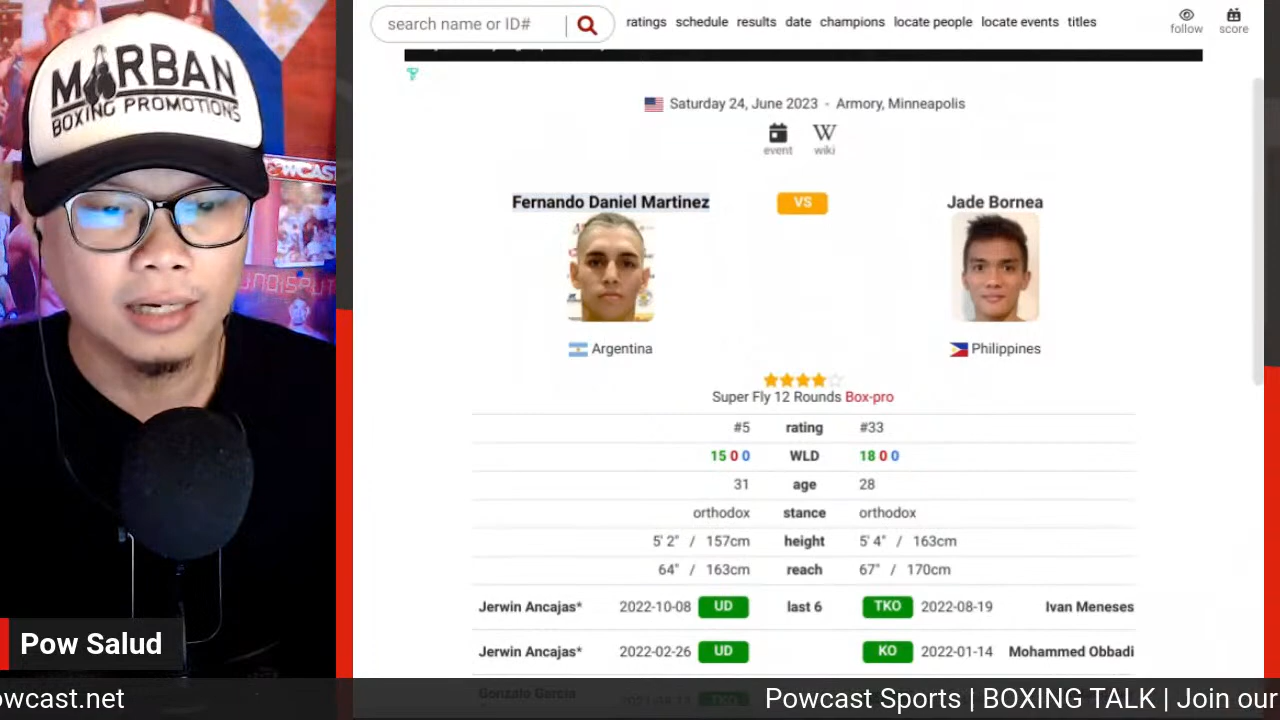 MARBAN
BOXING PROMOTIONS
POWCAS
UNDISPUT
Pow Salud
search name or ID#
ratings schedule results date champions locate people locate events titles
follow
score
Saturday 24, June 2023 - Armory, Minneapolis
event
W
wiki
Fernando Daniel Martinez VS Jade Bornea
Argentina Philippines
Super Fly 12 Rounds Box-pro
#5 rating #33
15 0 0 WLD 18 0 0
31 age 28
orthodox stance orthodox
5' 2" / 157cm height 5' 4" / 163cm
64" / 163cm reach 67" / 170cm
Jerwin Ancajas* 2022-10-08 UD last 6 TKO 2022-08-19 Ivan Meneses
Jerwin Ancajas* 2022-02-26 UD KO 2022-01-14 Mohammed Obbadi
Gonzalo Garcia
owcast.net Powcast Sports | BOXING TALK | Join our